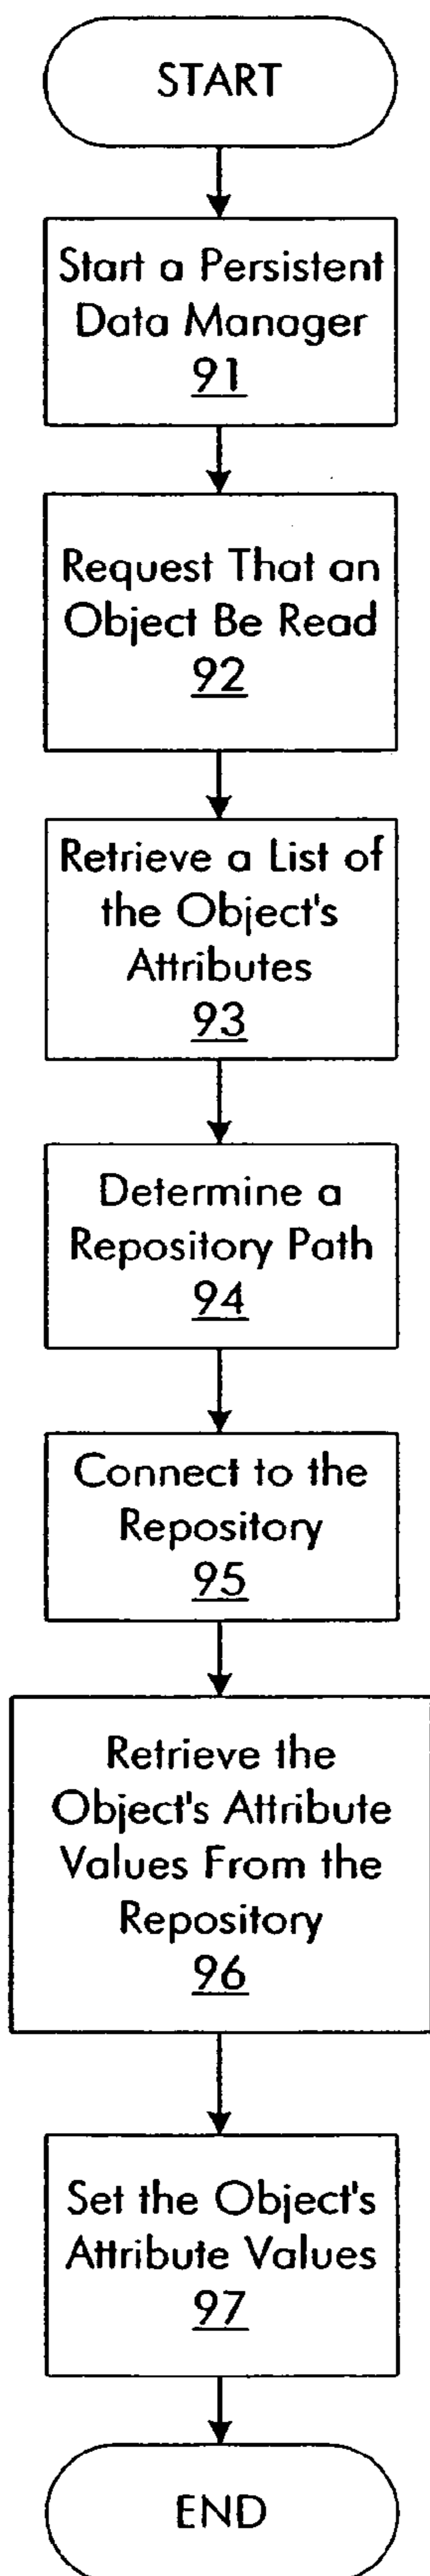 START
Start a Persistent
Data Manager
91
Request That an
Object Be Read
92
Retrieve a List of
the Object's
Attributes
93
Determine a
Repository Path
94
Connect to the
Repository
95
Retrieve the
Object's Attribute
Values From the
Repository
96
Set the Object's
Attribute Values
97
END